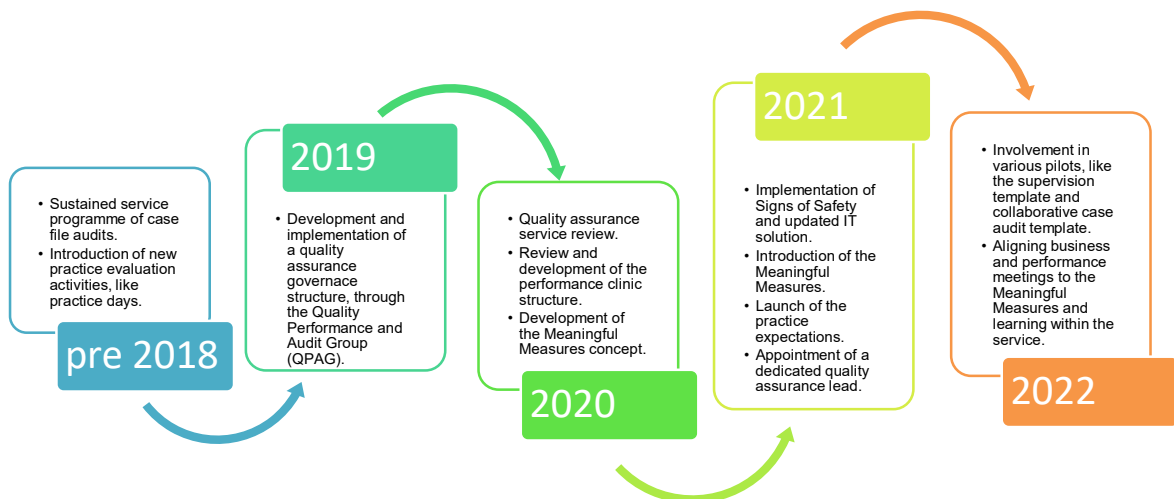 • Sustained service
programme of case
file audits.
• Introduction of new
practice evaluation
activities, like
practice days.
pre 2018
2019
• Development and
implementation of
a quality
assurance
governace
structure, through
the Quality
Performance and
Audit Group
(QPAG).
• Quality assurance
service review.
• Review and
development of the
performance clinic
structure.
• Development of
the Meaningful
Measures concept.
2020
2021
• Implementation of
Signs of Safety
and updated IT
solution.
• Introduction of the
Meaningful
Measures.
• Launch of the
practice
expectations.
• Appointment of a
dedicated quality
assurance lead.
• Involvement in
various pilots, like
the supervision
template and
collaborative case
audit template.
• Aligning business
and performance
meetings to the
Meaningful
Measures and
learning within the
service.
2022